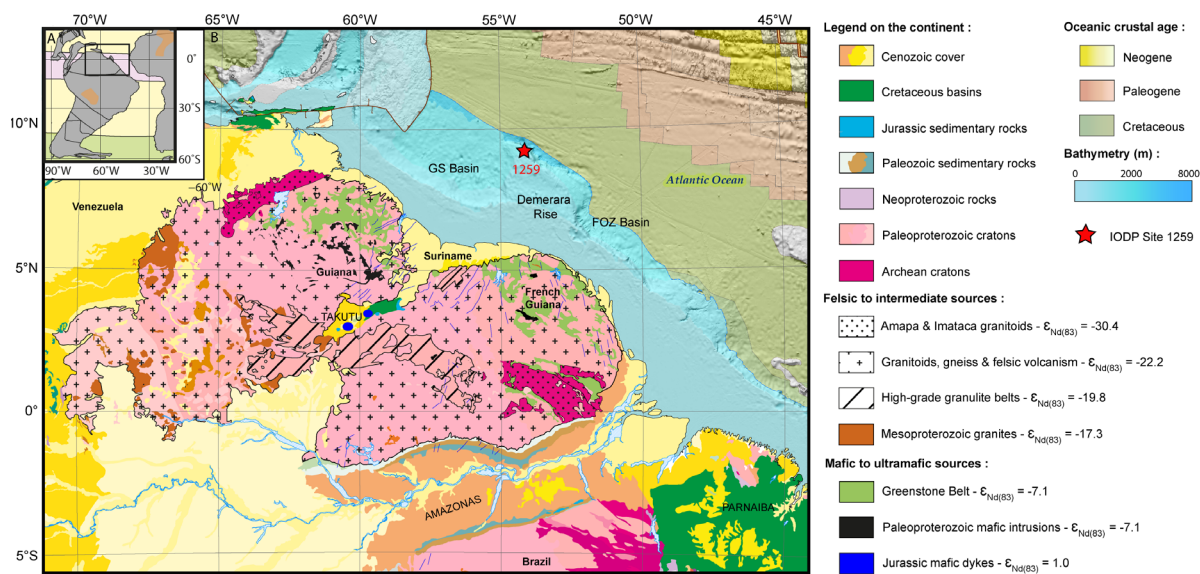 70°W
65°W
60°W
55°W
50°W
45°W
A
B
0°
30°S
60°S
90°W
60°W
20°W
10°N
5°N
0°
5°S
−60°W
Venezuela
GS Basin
1259
Demerara
Rise
FOZ Basin
Atlantic Ocean
Guiana
Suriname
French
Guiana
TAKUTU
AMAZONAS
PARNAIBA
Brazil
Legend on the continent :
Cenozoic cover
Cretaceous basins
Jurassic sedimentary rocks
Paleozoic sedimentary rocks
Neoproterozoic rocks
Paleoproterozoic cratons
Archean cratons
Felsic to intermediate sources :
Amapa & Imataca granitoids - εNd(83) = -30.4
Granitoids, gneiss & felsic volcanism - εNd(83) = -22.2
High-grade granulite belts - εNd(83) = -19.8
Mesoproterozoic granites - εNd(83) = -17.3
Mafic to ultramafic sources :
Greenstone Belt - εNd(83) = -7.1
Paleoproterozoic mafic intrusions - εNd(83) = -7.1
Jurassic mafic dykes - εNd(83) = 1.0
Oceanic crustal age :
Neogene
Paleogene
Cretaceous
Bathymetry (m) :
0
2000
8000
IODP Site 1259